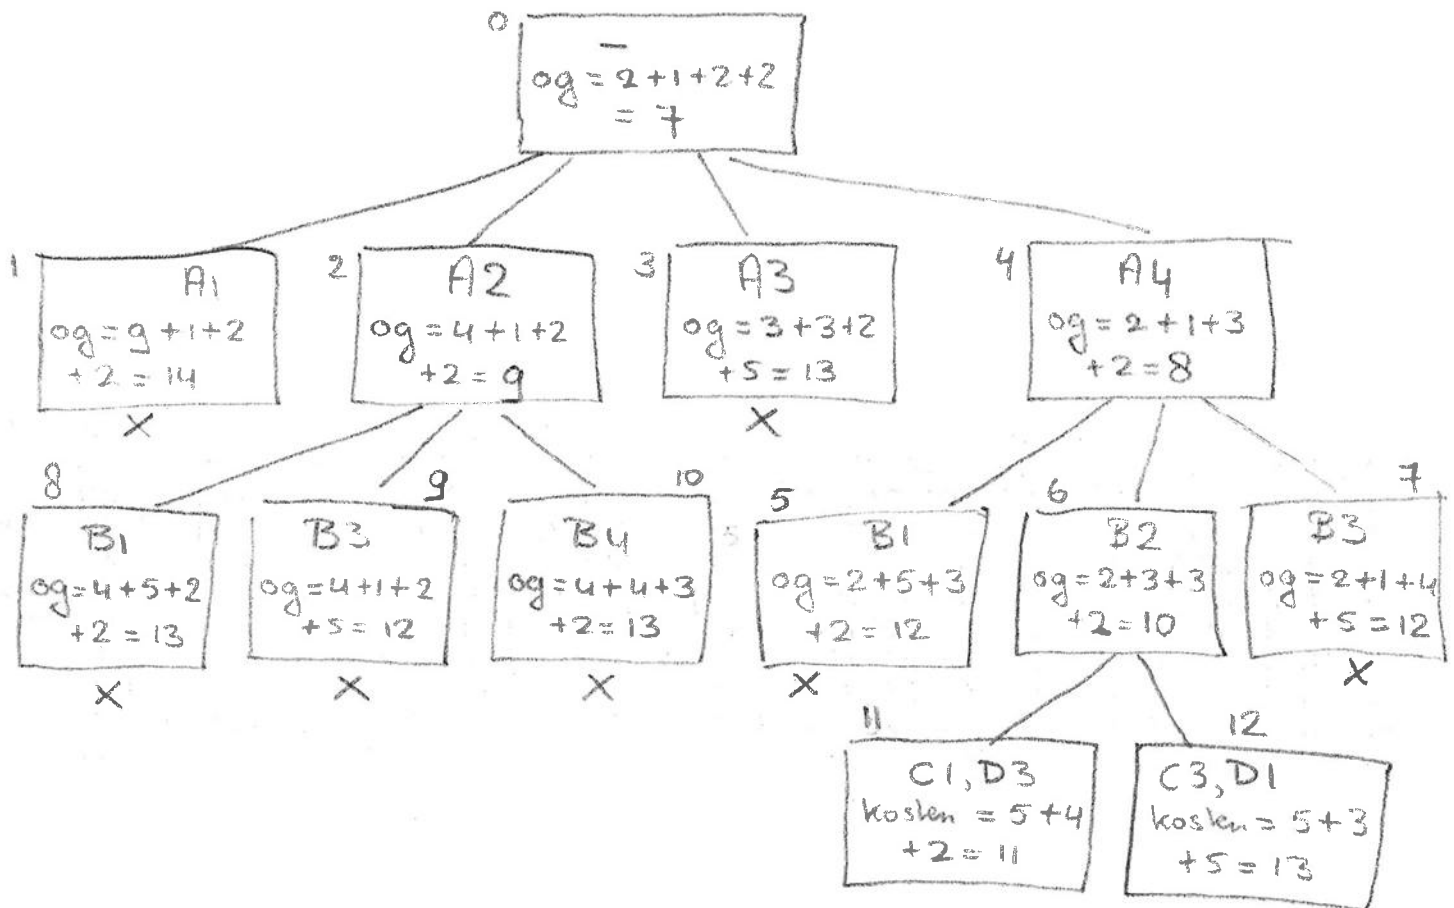 0
–
og = 2+1+2+2
= 7
1
A1
og = 9+1+2
+2 = 14
X
2
A2
og = 4+1+2
+2 = 9
3
A3
og = 3+3+2
+5 = 13
X
4
A4
og = 2+1+3
+2 = 8
8
B1
og = 4+5+2
+2 = 13
X
9
B3
og = 4+1+2
+5 = 12
X
10
B4
og = 4+4+3
+2 = 13
X
5
B1
og = 2+5+3
+2 = 12
X
6
B2
og = 2+3+3
+2 = 10
7
B3
og = 2+1+4
+5 = 12
X
11
C1, D3
kosten = 5+4
+2 = 11
12
C3, D1
kosten = 5+3
+5 = 13